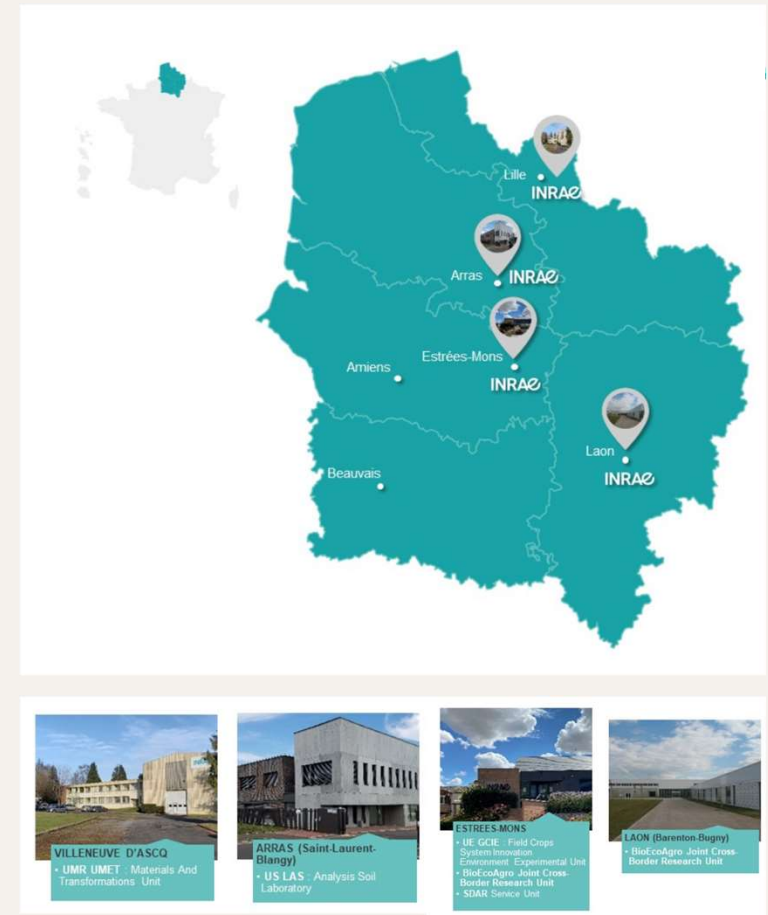 Lille
INRAE
Arras
INRAE
Estrées-Mons
INRAE
Amiens
Laon
INRAE
Beauvais
VILLENEUVE D'ASCQ
• UMR UMET : Materials And
Transformations Unit
ARRAS (Saint-Laurent-
Blangy)
• US LAS : Analysis Soil
Laboratory
INRAE
ESTREES-MONS
• UE GCIE : Field Crops
System Innovation
Environment Experimental Unit
• BioEcoAgro Joint Cross-
Border Research Unit
• SDAR Service Unit
LAON (Barenton-Bugny)
• BioEcoAgro Joint Cross-
Border Research Unit